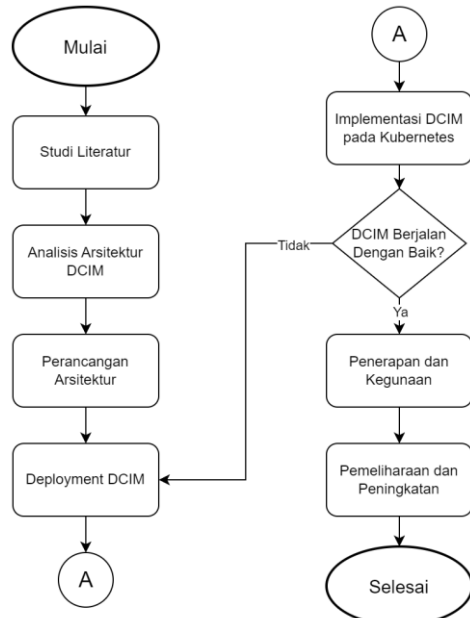 Mulai
Studi Literatur
Analisis Arsitektur
DCIM
Perancangan
Arsitektur
Deployment DCIM
A
A
Implementasi DCIM
pada Kubernetes
DCIM Berjalan
Dengan Baik?
Tidak
Ya
Penerapan dan
Kegunaan
Pemeliharaan dan
Peningkatan
Selesai